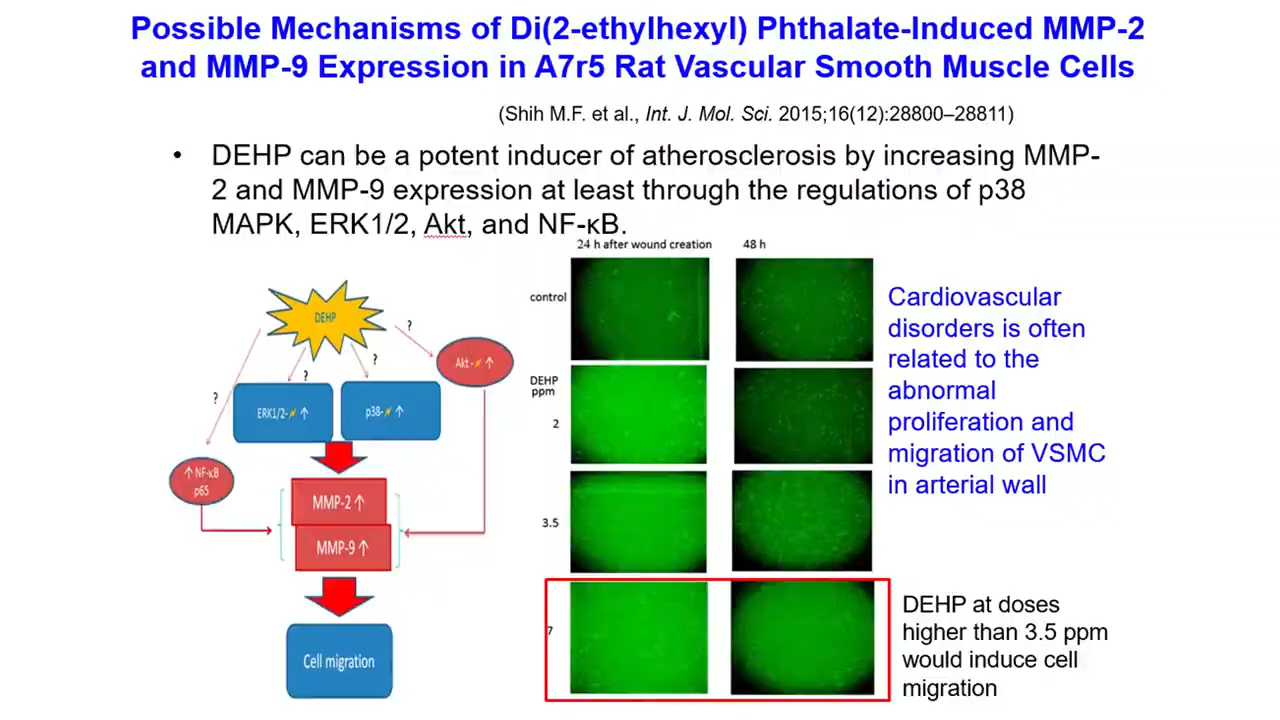 Possible Mechanisms of Di(2-ethylhexyl) Phthalate-Induced MMP-2
and MMP-9 Expression in A7r5 Rat Vascular Smooth Muscle Cells
(Shih M.F. et al., Int. J. Mol. Sci. 2015;16(12):28800–28811)
• DEHP can be a potent inducer of atherosclerosis by increasing MMP-
2 and MMP-9 expression at least through the regulations of p38
MAPK, ERK1/2, Akt, and NF-κB.
DEHP
?
?
?
?
Akt-⚡↑
ERK1/2-⚡↑
p38-⚡↑
↑NF-κB
p65
MMP-2↑
MMP-9↑
Cell migration
24 h after wound creation
48 h
control
DEHP
ppm
2
3.5
7
Cardiovascular
disorders is often
related to the
abnormal
proliferation and
migration of VSMC
in arterial wall
DEHP at doses
higher than 3.5 ppm
would induce cell
migration